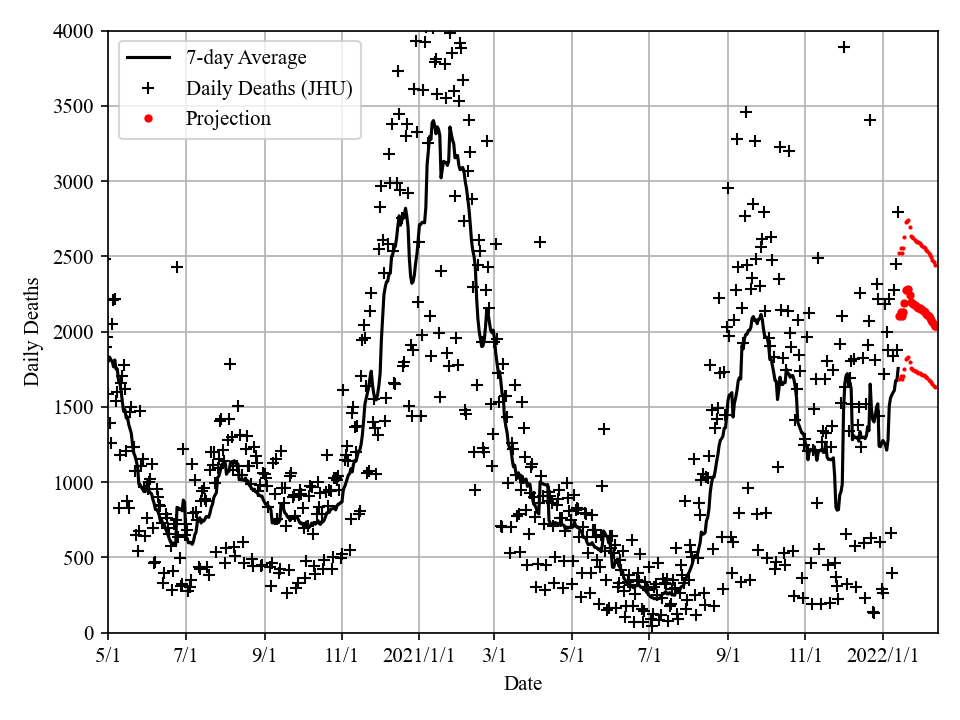 4000
3500
3000
2500
2000
1500
1000
500
0
Daily Deaths
7-day Average
Daily Deaths (JHU)
Projection
5/1 7/1 9/1 11/1 2021/1/1 3/1 5/1 7/1 9/1 11/1 2022/1/1
Date